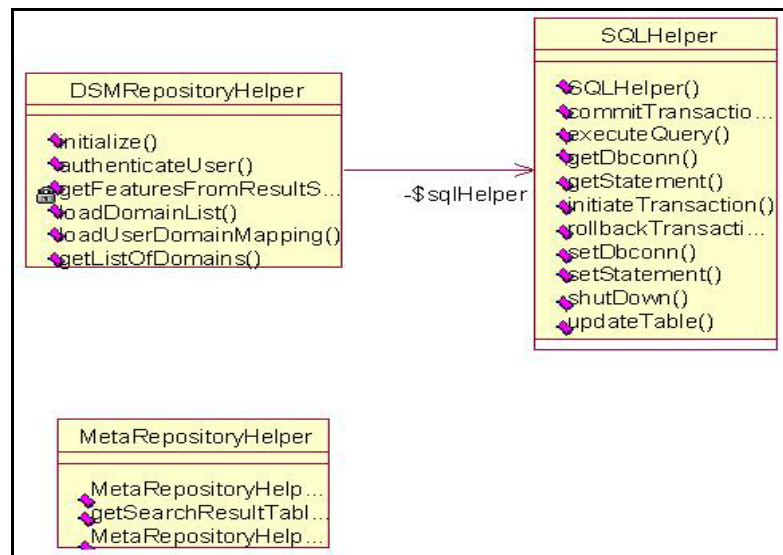 DSMRepositoryHelper
initialize()
authenticateUser()
getFeaturesFromResultS...
loadDomainList()
loadUserDomainMapping()
getListOfDomains()
-$sqlHelper
SQLHelper
SQLHelper()
commitTransactio...
executeQuery()
getDbconn()
getStatement()
initiateTransaction()
rollbackTransacti...
setDbconn()
setStatement()
shutDown()
updateTable()
MetaRepositoryHelper
MetaRepositoryHelp...
getSearchResultTabl...
MetaRepositoryHelp...